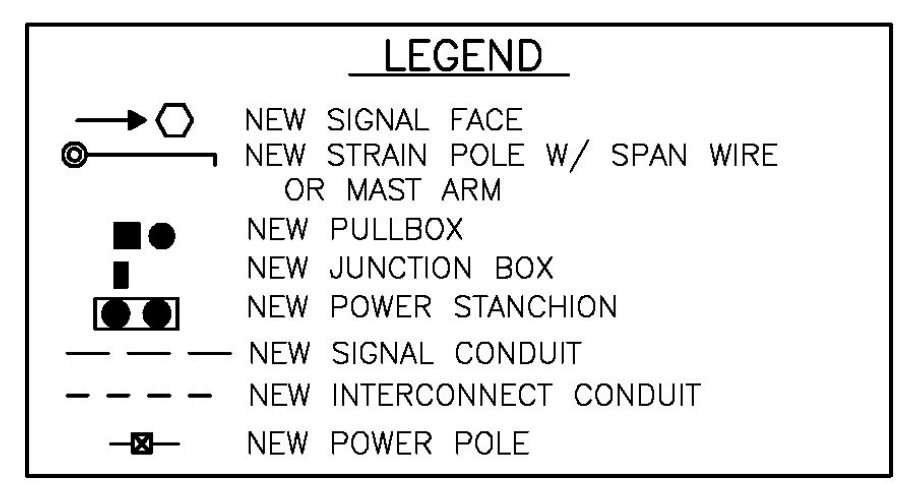 LEGEND
NEW SIGNAL FACE
NEW STRAIN POLE W/ SPAN WIRE
OR MAST ARM
NEW PULLBOX
NEW JUNCTION BOX
NEW POWER STANCHION
NEW SIGNAL CONDUIT
NEW INTERCONNECT CONDUIT
NEW POWER POLE